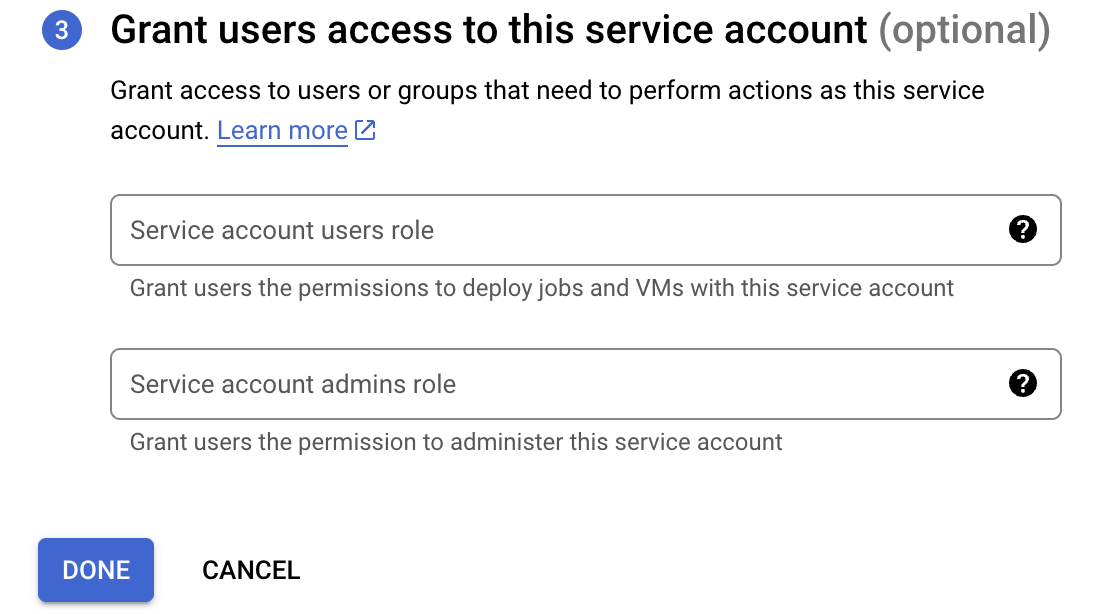 3 Grant users access to this service account (optional)
Grant access to users or groups that need to perform actions as this service
account. Learn more
Service account users role ?
Grant users the permissions to deploy jobs and VMs with this service account
Service account admins role ?
Grant users the permission to administer this service account
DONE CANCEL